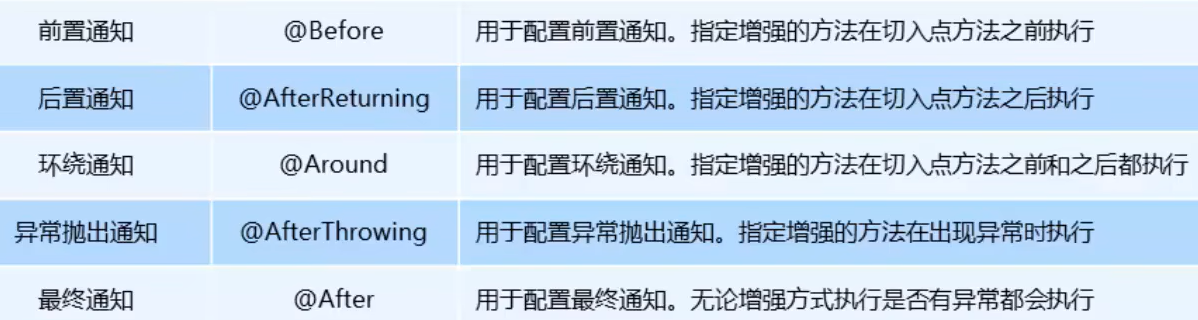 前置通知 @Before 用于配置前置通知。指定增强的方法在切入点方法之前执行
后置通知 @AfterReturning 用于配置后置通知。指定增强的方法在切入点方法之后执行
环绕通知 @Around 用于配置环绕通知。指定增强的方法在切入点方法之前和之后都执行
异常抛出通知 @AfterThrowing 用于配置异常抛出通知。指定增强的方法在出现异常时执行
最终通知 @After 用于配置最终通知。无论增强方式执行是否有异常都会执行